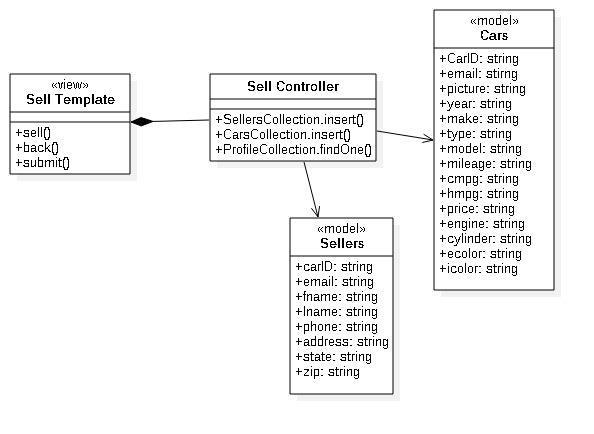 «view»
Sell Template
+sell()
+back()
+submit()
Sell Controller
+SellersCollection.insert()
+CarsCollection.insert()
+ProfileCollection.findOne()
«model»
Cars
+CarID: string
+email: stirng
+picture: string
+year: string
+make: string
+type: string
+model: string
+mileage: string
+cmpg: string
+hmpg: string
+price: string
+engine: string
+cylinder: string
+ecolor: string
+icolor: string
«model»
Sellers
+carID: string
+email: string
+fname: string
+lname: string
+phone: string
+address: string
+state: string
+zip: string